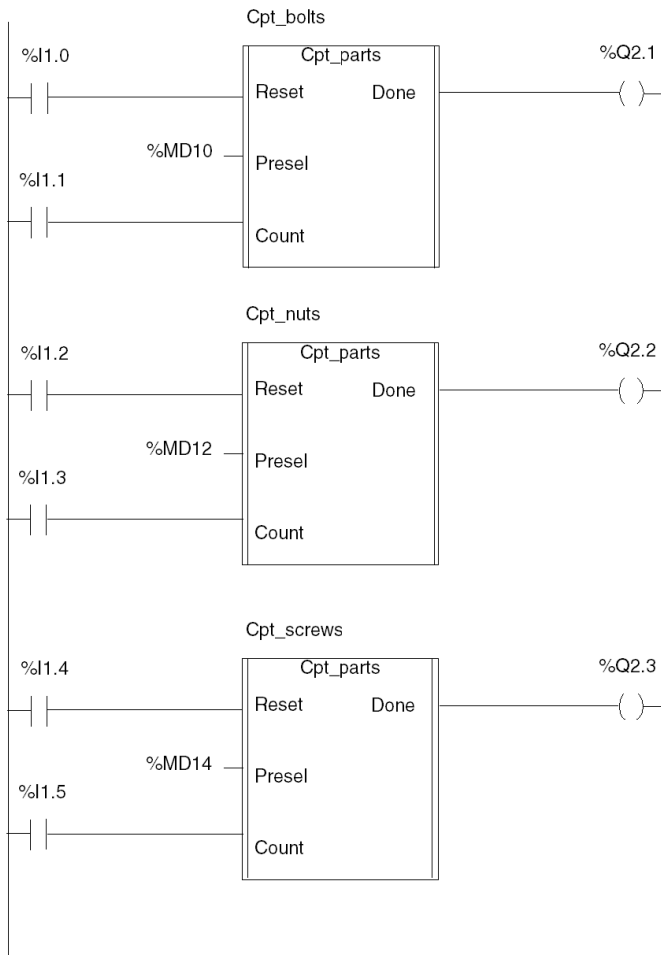 Cpt_bolts
%I1.0
Cpt_parts
%Q2.1
Reset Done
%MD10
Presel
%I1.1
Count
Cpt_nuts
%I1.2
Cpt_parts
%Q2.2
Reset Done
%MD12
Presel
%I1.3
Count
Cpt_screws
%I1.4
Cpt_parts
%Q2.3
Reset Done
%MD14
Presel
%I1.5
Count